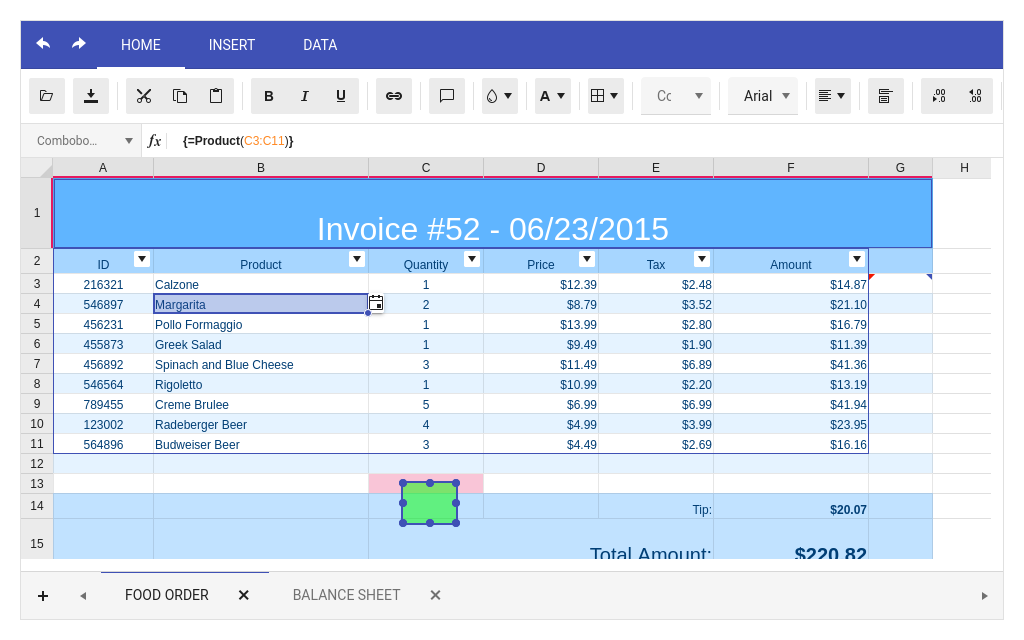 HOME INSERT DATA
B I U A Cc Arial .00 .0 .0 .00
Combobo... fx {=Product(C3:C11)}
A B C D E F G H
1 Invoice #52 - 06/23/2015
2 ID Product Quantity Price Tax Amount
3 216321 Calzone 1 $12.39 $2.48 $14.87
4 546897 Margarita 2 $8.79 $3.52 $21.10
5 456231 Pollo Formaggio 1 $13.99 $2.80 $16.79
6 455873 Greek Salad 1 $9.49 $1.90 $11.39
7 456892 Spinach and Blue Cheese 3 $11.49 $6.89 $41.36
8 546564 Rigoletto 1 $10.99 $2.20 $13.19
9 789455 Creme Brulee 5 $6.99 $6.99 $41.94
10 123002 Radeberger Beer 4 $4.99 $3.99 $23.95
11 564896 Budweiser Beer 3 $4.49 $2.69 $16.16
12
13
14 Tip: $20.07
15 Total Amount: $220.82
FOOD ORDER BALANCE SHEET